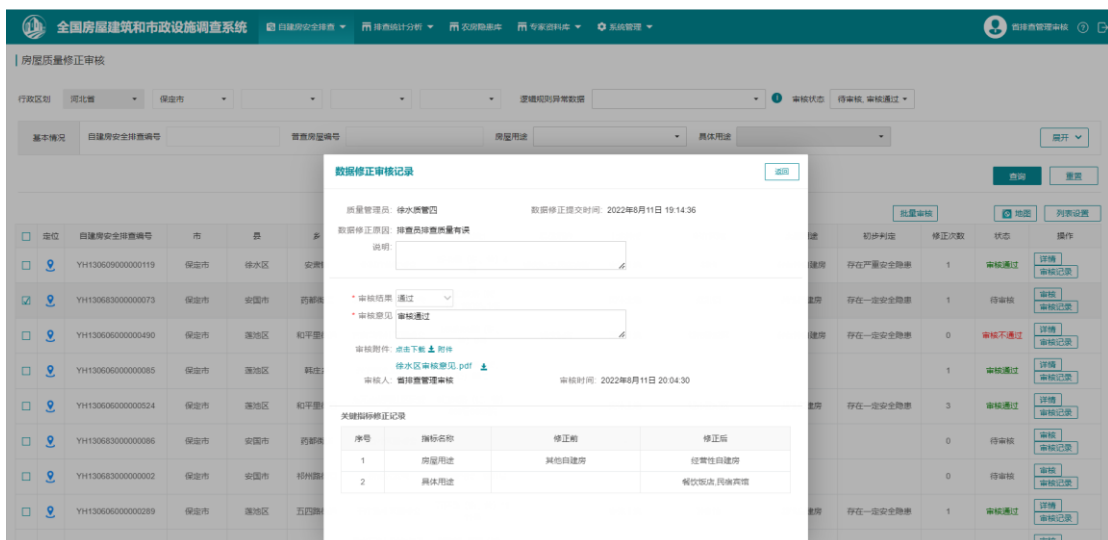 全国房屋建筑和市政设施调查系统 自建房安全排查 排查统计分析 农房隐患库 专家资料库 系统管理 省排查管理审核
房屋质量修正审核
行政区划 河北省 保定市 逻辑规则异常数据 审核状态 待审核, 审核通过
基本情况 自建房安全排查编号 普查房屋编号 房屋用途 具体用途 展开
查询 重置
批量审核 地图 列表设置
定位 自建房安全排查编号 市 县 初步判定 修正次数 状态 操作
YH130609000000119 保定市 徐水区 存在严重安全隐患 1 审核通过 详情 审核记录
YH130683000000073 保定市 安国市 存在一定安全隐患 1 待审核 审核 审核记录
YH130606000000490 保定市 莲池区 存在一定安全隐患 0 审核不通过 详情 审核记录
YH130606000000085 保定市 莲池区 1 审核通过 详情 审核记录
YH130606000000524 保定市 莲池区 存在一定安全隐患 3 审核通过 详情 审核记录
YH130683000000086 保定市 安国市 0 待审核 审核 审核记录
YH130683000000002 保定市 安国市 0 待审核 审核 审核记录
YH130606000000289 保定市 莲池区 存在一定安全隐患 1 审核通过 详情 审核记录
数据修正审核记录 返回
质量管理员: 徐水质管四 数据修正提交时间: 2022年8月11日 19:14:36
数据修正原因: 排查员排查质量有误
说明:
* 审核结果 通过
* 审核意见 审核通过
审核附件: 点击下载 附件
徐水区审核意见.pdf
审核人: 省排查管理审核 审核时间: 2022年8月11日 20:04:30
关键指标修正记录
序号 指标名称 修正前 修正后
1 房屋用途 其他自建房 经营性自建房
2 具体用途 餐饮饭店,民宿宾馆